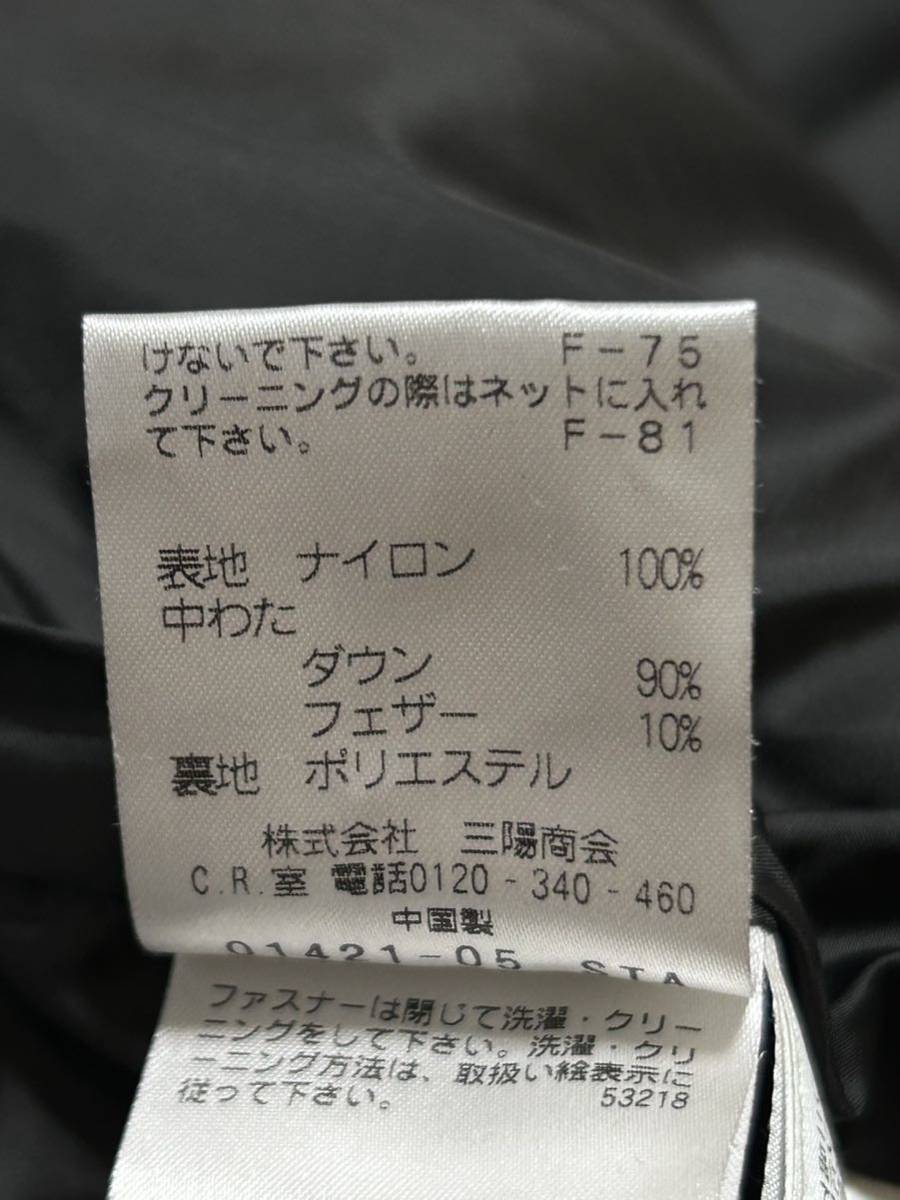 けないで下さい。 F-75
クリーニングの際はネットに入れ
て下さい。 F-81
表地 ナイロン 100%
中わた
ダウン 90%
フェザー 10%
裏地 ポリエステル
株式会社 三陽商会
C.R.室 電話0120-340-460
中国製
01421-05 STA
ファスナーは閉じて洗濯・クリー
ニングをして下さい。洗濯・クリ
ーニング方法は、取扱い絵表示に
従って下さい。 53218